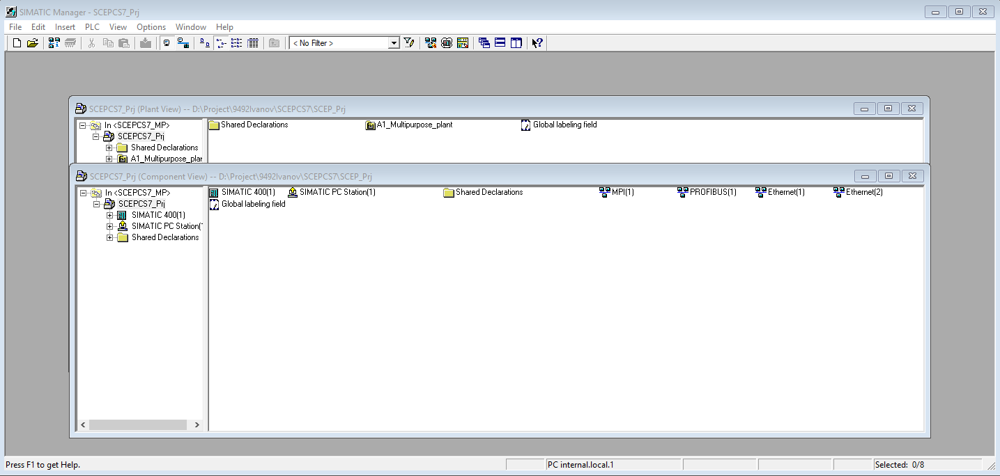 SIMATIC Manager - SCEPCS7_Prj
File Edit Insert PLC View Options Window Help
< No Filter >
SCEPCS7_Prj (Plant View) -- D:\Project\9492Ivanov\SCEPCS7\SCEP_Prj
In <SCEPCS7_MP>
SCEPCS7_Prj
Shared Declarations
A1_Multipurpose_plan
Shared Declarations A1_Multipurpose_plant Global labeling field
SCEPCS7_Prj (Component View) -- D:\Project\9492Ivanov\SCEPCS7\SCEP_Prj
In <SCEPCS7_MP>
SCEPCS7_Prj
SIMATIC 400(1)
SIMATIC PC Station(1
Shared Declarations
SIMATIC 400(1) SIMATIC PC Station(1) Shared Declarations MPI(1) PROFIBUS(1) Ethernet(1) Ethernet(2)
Global labeling field
Press F1 to get Help. PC internal.local.1 Selected: 0/8